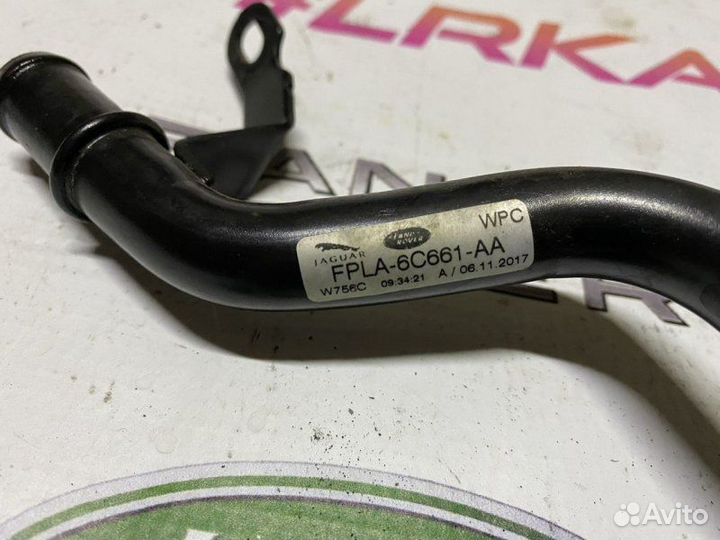 #LRKA
WPC
JAGUAR LAND ROVER
FPLA-6C661-AA
W756C 09:34:21 A / 06.11.2017
Avito